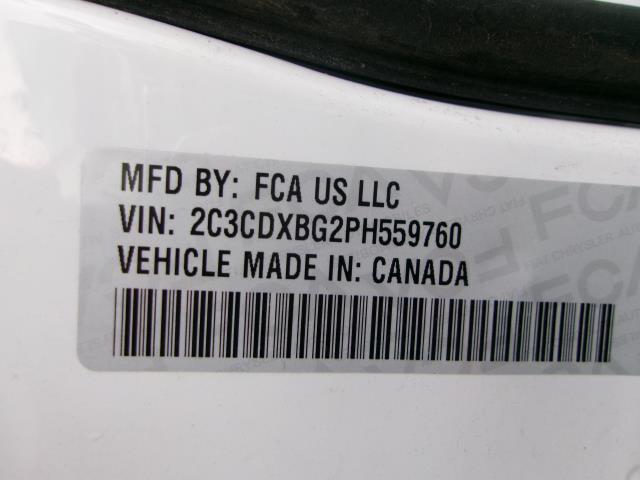 MFD BY: FCA US LLC
VIN: 2C3CDXBG2PH559760
VEHICLE MADE IN: CANADA